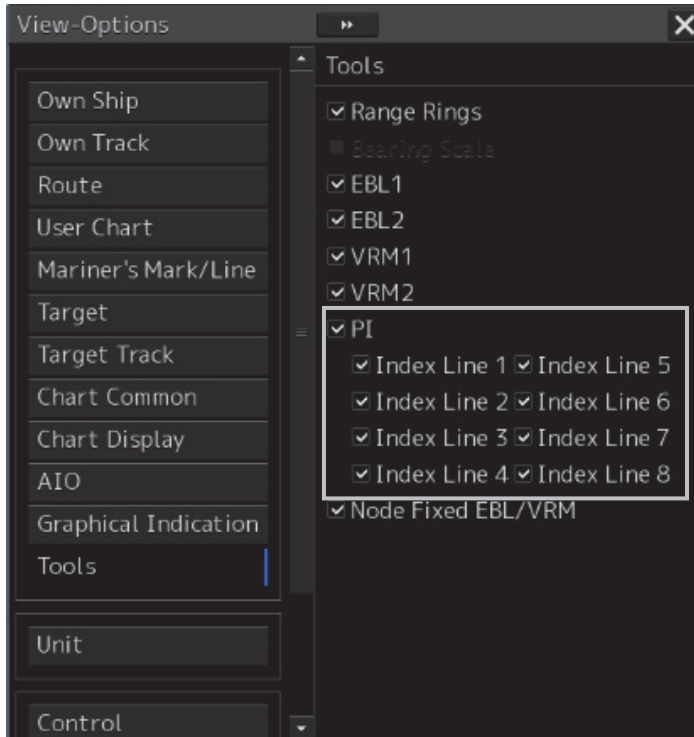 View-Options
Own Ship
Own Track
Route
User Chart
Mariner's Mark/Line
Target
Target Track
Chart Common
Chart Display
AIO
Graphical Indication
Tools
Unit
Control
Tools
Range Rings
Bearing Scale
EBL1
EBL2
VRM1
VRM2
PI
Index Line 1 Index Line 5
Index Line 2 Index Line 6
Index Line 3 Index Line 7
Index Line 4 Index Line 8
Node Fixed EBL/VRM